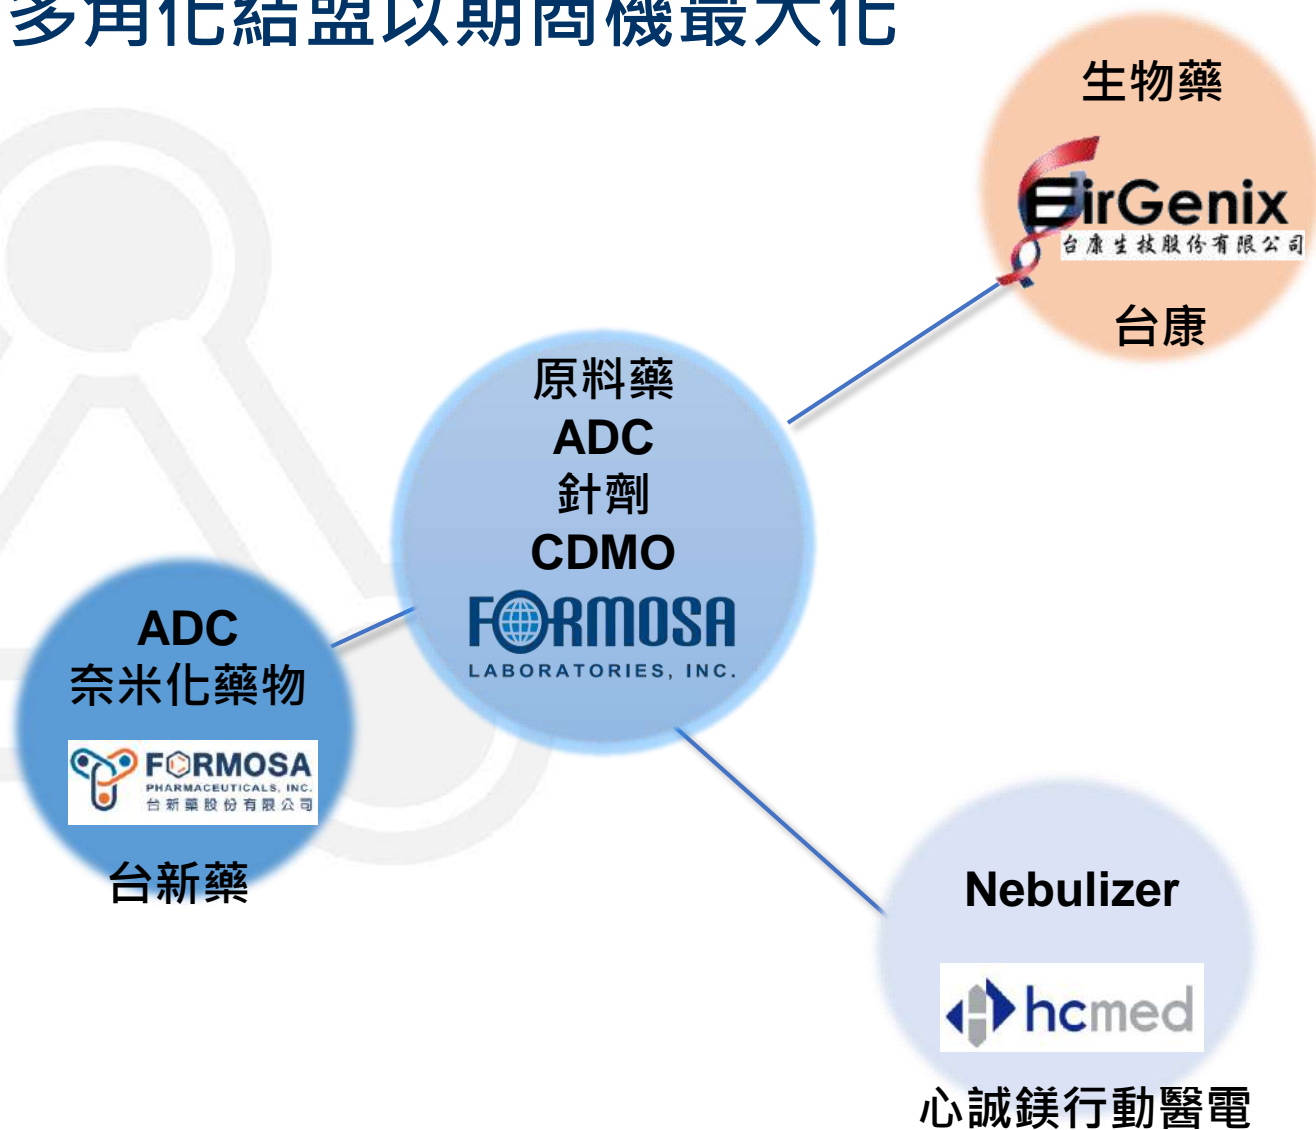 多角化結盟以期商機最大化
生物藥
EirGenix
台康生技股份有限公司
台康
原料藥
ADC
針劑
CDMO
FORMOSA
LABORATORIES, INC.
ADC
奈米化藥物
FORMOSA
PHARMACEUTICALS, INC.
台新藥股份有限公司
台新藥
Nebulizer
hcmed
心誠鎂行動醫電